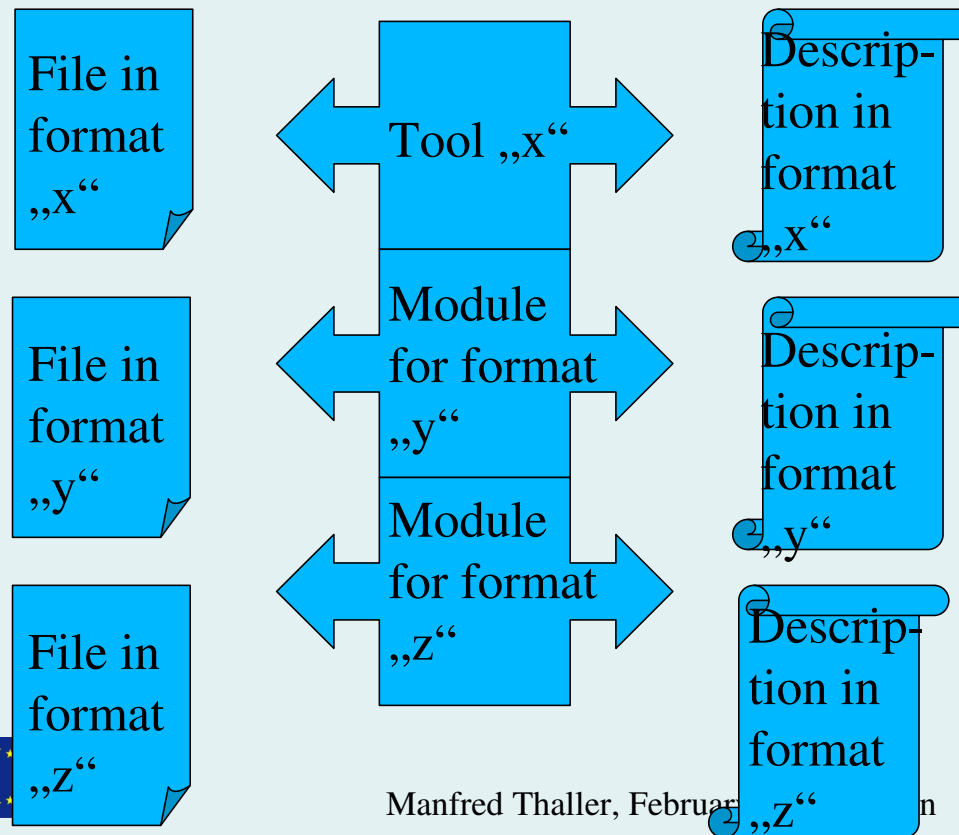 File in
format
„x“
Tool „x“
Descrip-
tion in
format
„x“
File in
format
„y“
Module
for format
„y“
Descrip-
tion in
format
„y“
File in
format
„z“
Module
for format
„z“
Descrip-
tion in
format
„z“
Manfred Thaller,